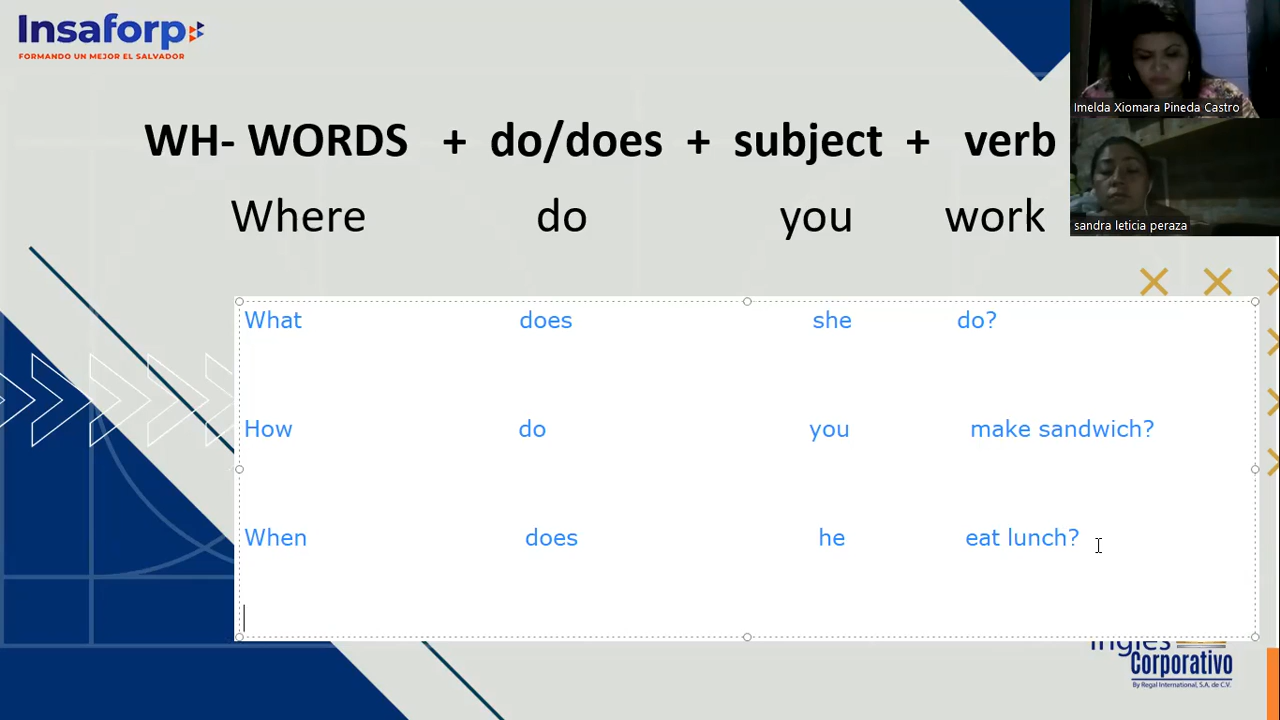 Insaforp
FORMANDO UN MEJOR EL SALVADOR
Imelda Xiomara Pineda Castro
WH- WORDS + do/does + subject + verb
sandra leticia peraza
Where do you work
What does she do?
How do you make sandwich?
When does he eat lunch?
Inglés
Corporativo
By Regal International, S.A. de C.V.